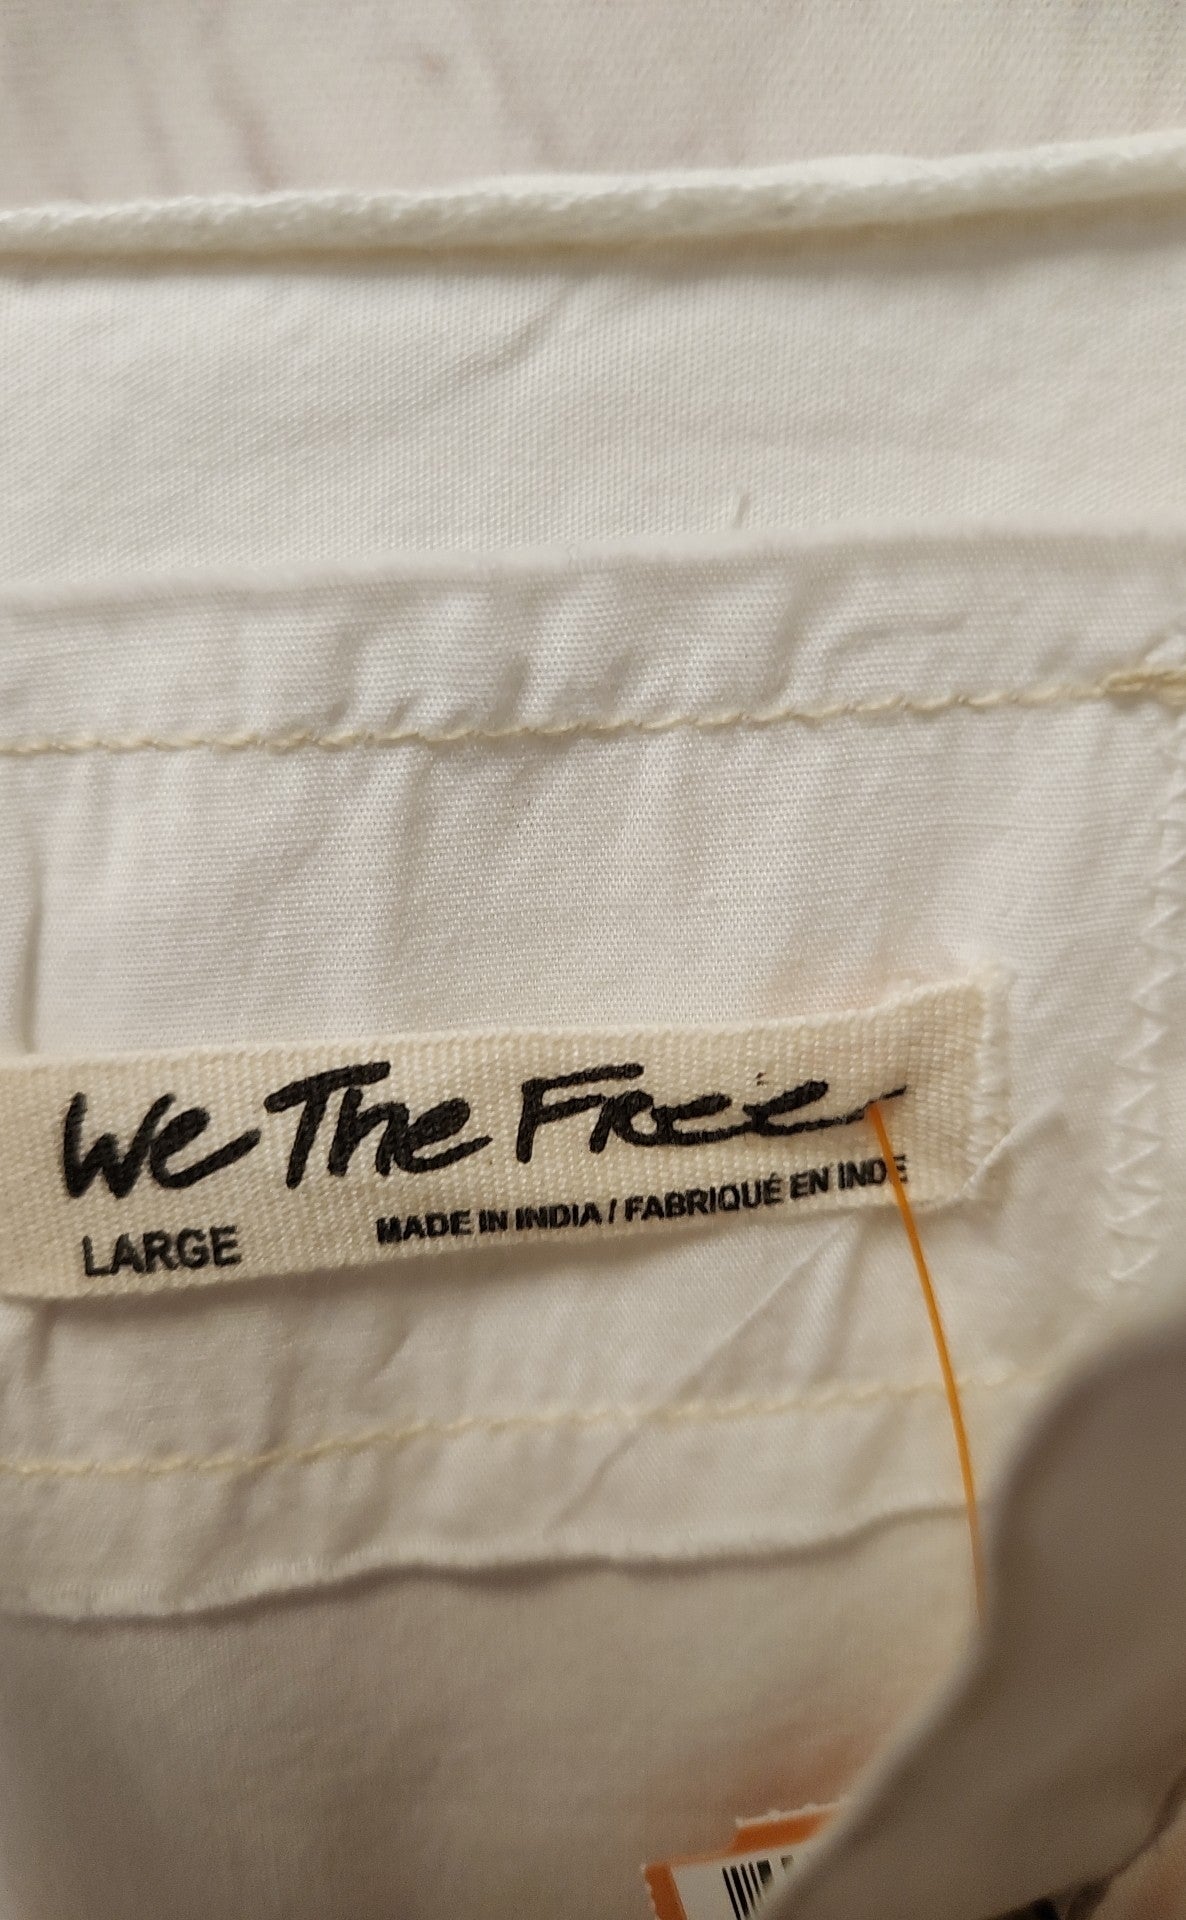 We The Free
LARGE
MADE IN INDIA / FABRIQUÉ EN INDE